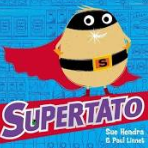 S
SUPERTATO
Sue Hendra
& Paul Linnet